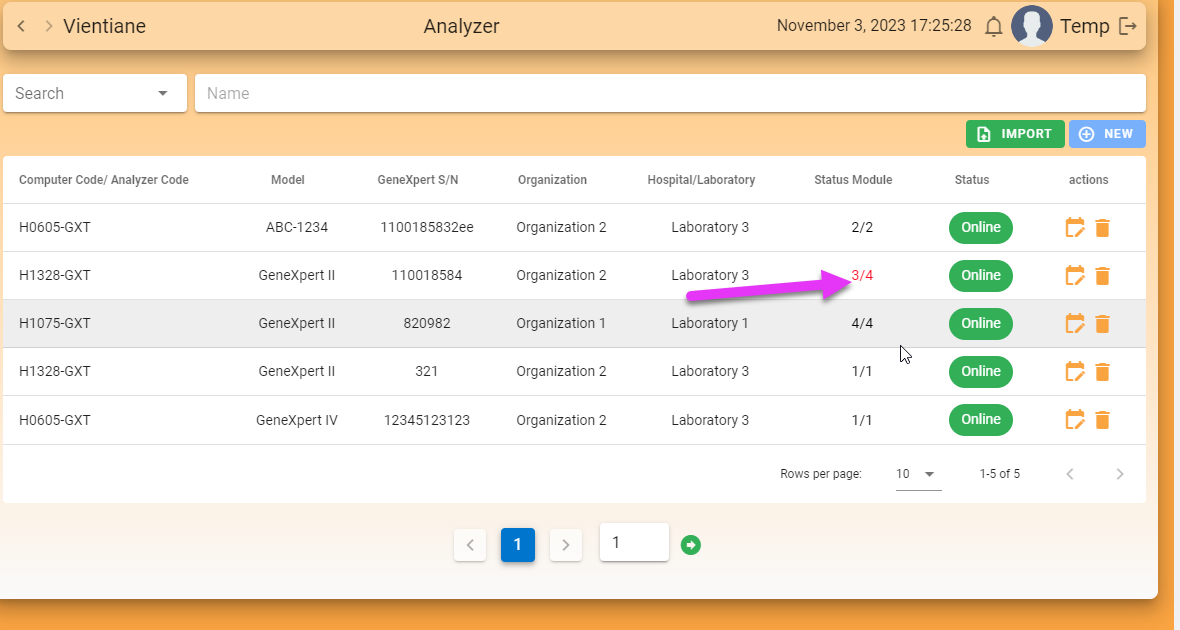 Vientiane Analyzer November 3, 2023 17:25:28 Temp
Search Name
IMPORT NEW
Computer Code/ Analyzer Code Model GeneXpert S/N Organization Hospital/Laboratory Status Module Status actions
H0605-GXT ABC-1234 1100185832ee Organization 2 Laboratory 3 2/2 Online
H1328-GXT GeneXpert II 110018584 Organization 2 Laboratory 3 3/4 Online
H1075-GXT GeneXpert II 820982 Organization 1 Laboratory 1 4/4 Online
H1328-GXT GeneXpert II 321 Organization 2 Laboratory 3 1/1 Online
H0605-GXT GeneXpert IV 12345123123 Organization 2 Laboratory 3 1/1 Online
Rows per page: 10 1-5 of 5
1 1